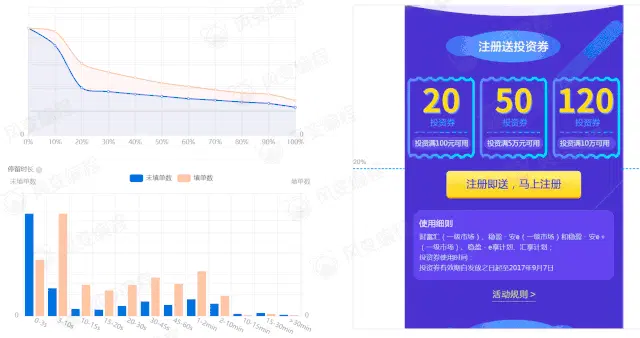 0
0
0%
10%
20%
30%
40%
50%
60%
70%
80%
90%
100%
停留时长
未填单数
未填单数
填单数
填单数
0
0
0-3s
3-10s
10-15s
15-20s
20-30s
30-45s
45-60s
1-2min
2-10min
10-15min
15-30min
>30min
20%
注册送投资券
20
50
120
投资券
投资券
投资券
投资满100元可用
投资满5万元可用
投资满10万可用
注册即送，马上注册
使用细则
财富汇（一级市场）、稳盈·安e（一级市场）和稳盈·安e+
（一级市场）、稳盈·e享计划、汇享计划；
投资券使用时间：
投资券有效期自发放之日起至2017年9月7日
活动规则 >